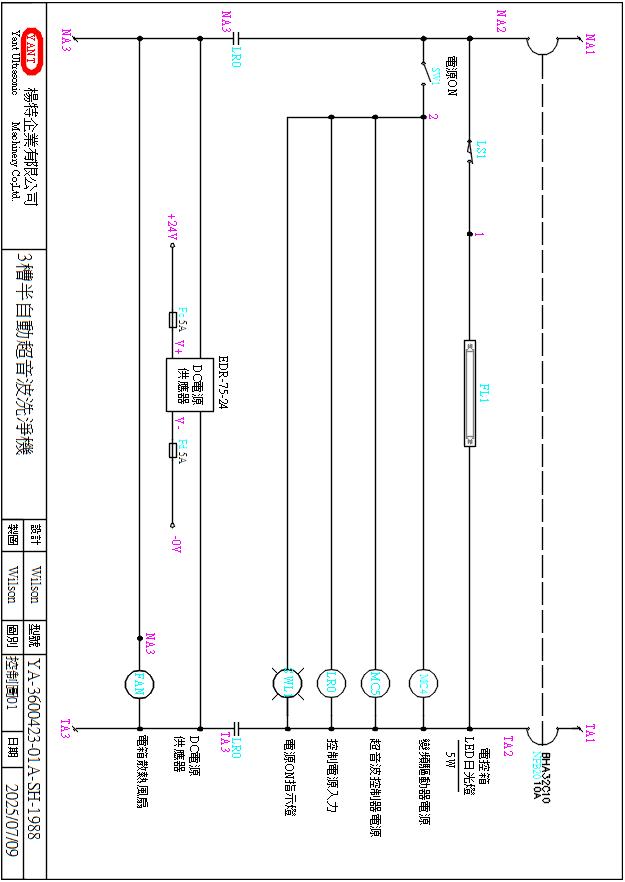 NA1
TA1
BHA32C10
10A
NA2
TA2
LS1
1
FL1
電控箱
LED日光燈
5W
電源ON
SW1
2
MC4
變頻驅動器電源
MC5
超音波控制器電源
LR0
控制電源入力
PWL1
電源ON指示燈
NA3
LR0
TA3
LR0
EDR-75-24
DC電源
供應器
+24V
5A
V+
V-
5A
-0V
DC電源
供應器
NA3
FAN
電箱散熱風扇
NA3
TA3
YANT
Yant Ultrasonic
楊特企業有限公司
Machinery Co;Ltd.
3槽半自動超音波洗淨機
設計
Wilson
型號
YA-3600423-01A-SH-1988
製圖
Wilson
圖別
控制圖01
日期
2025/07/09